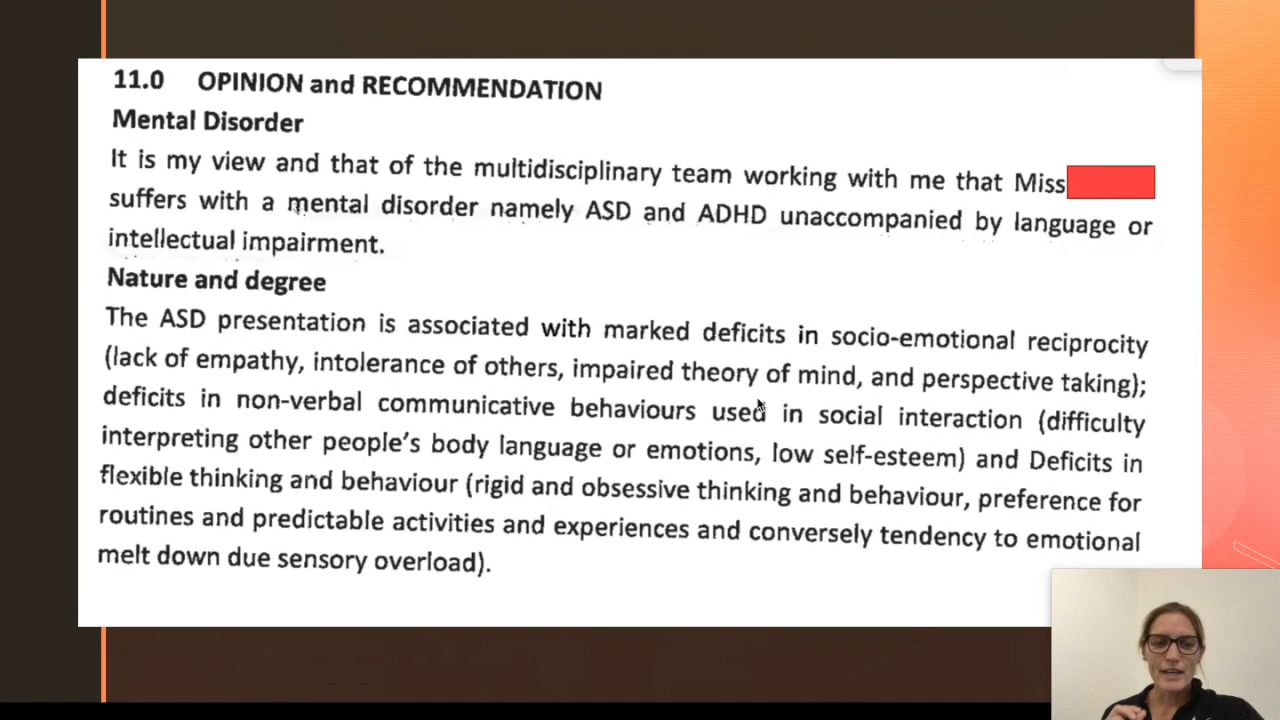 11.0 OPINION and RECOMMENDATION
Mental Disorder
It is my view and that of the multidisciplinary team working with me that Miss
suffers with a mental disorder namely ASD and ADHD unaccompanied by language or
intellectual impairment.
Nature and degree
The ASD presentation is associated with marked deficits in socio-emotional reciprocity
(lack of empathy, intolerance of others, impaired theory of mind, and perspective taking);
deficits in non-verbal communicative behaviours used in social interaction (difficulty
interpreting other people's body language or emotions, low self-esteem) and Deficits in
flexible thinking and behaviour (rigid and obsessive thinking and behaviour, preference for
routines and predictable activities and experiences and conversely tendency to emotional
melt down due sensory overload).